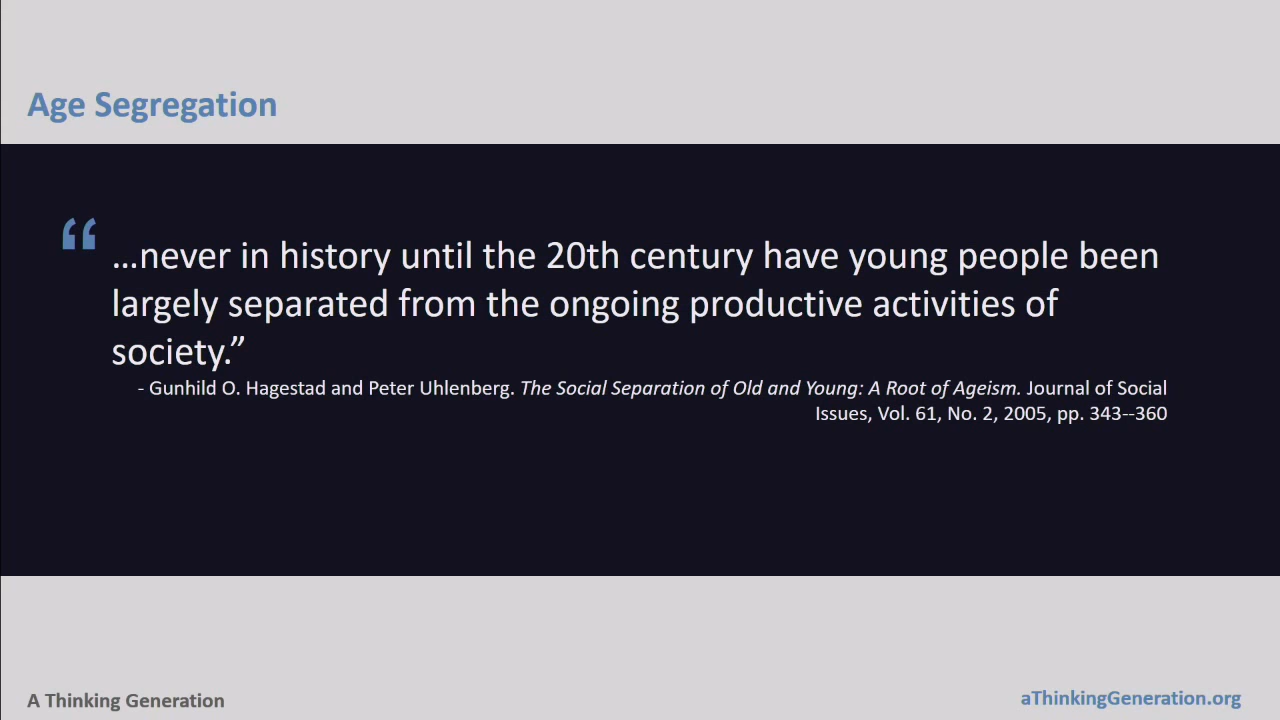 Age Segregation
“
…never in history until the 20th century have young people been
largely separated from the ongoing productive activities of
society.”
- Gunhild O. Hagestad and Peter Uhlenberg. The Social Separation of Old and Young: A Root of Ageism. Journal of Social
Issues, Vol. 61, No. 2, 2005, pp. 343--360
A Thinking Generation
aThinkingGeneration.org